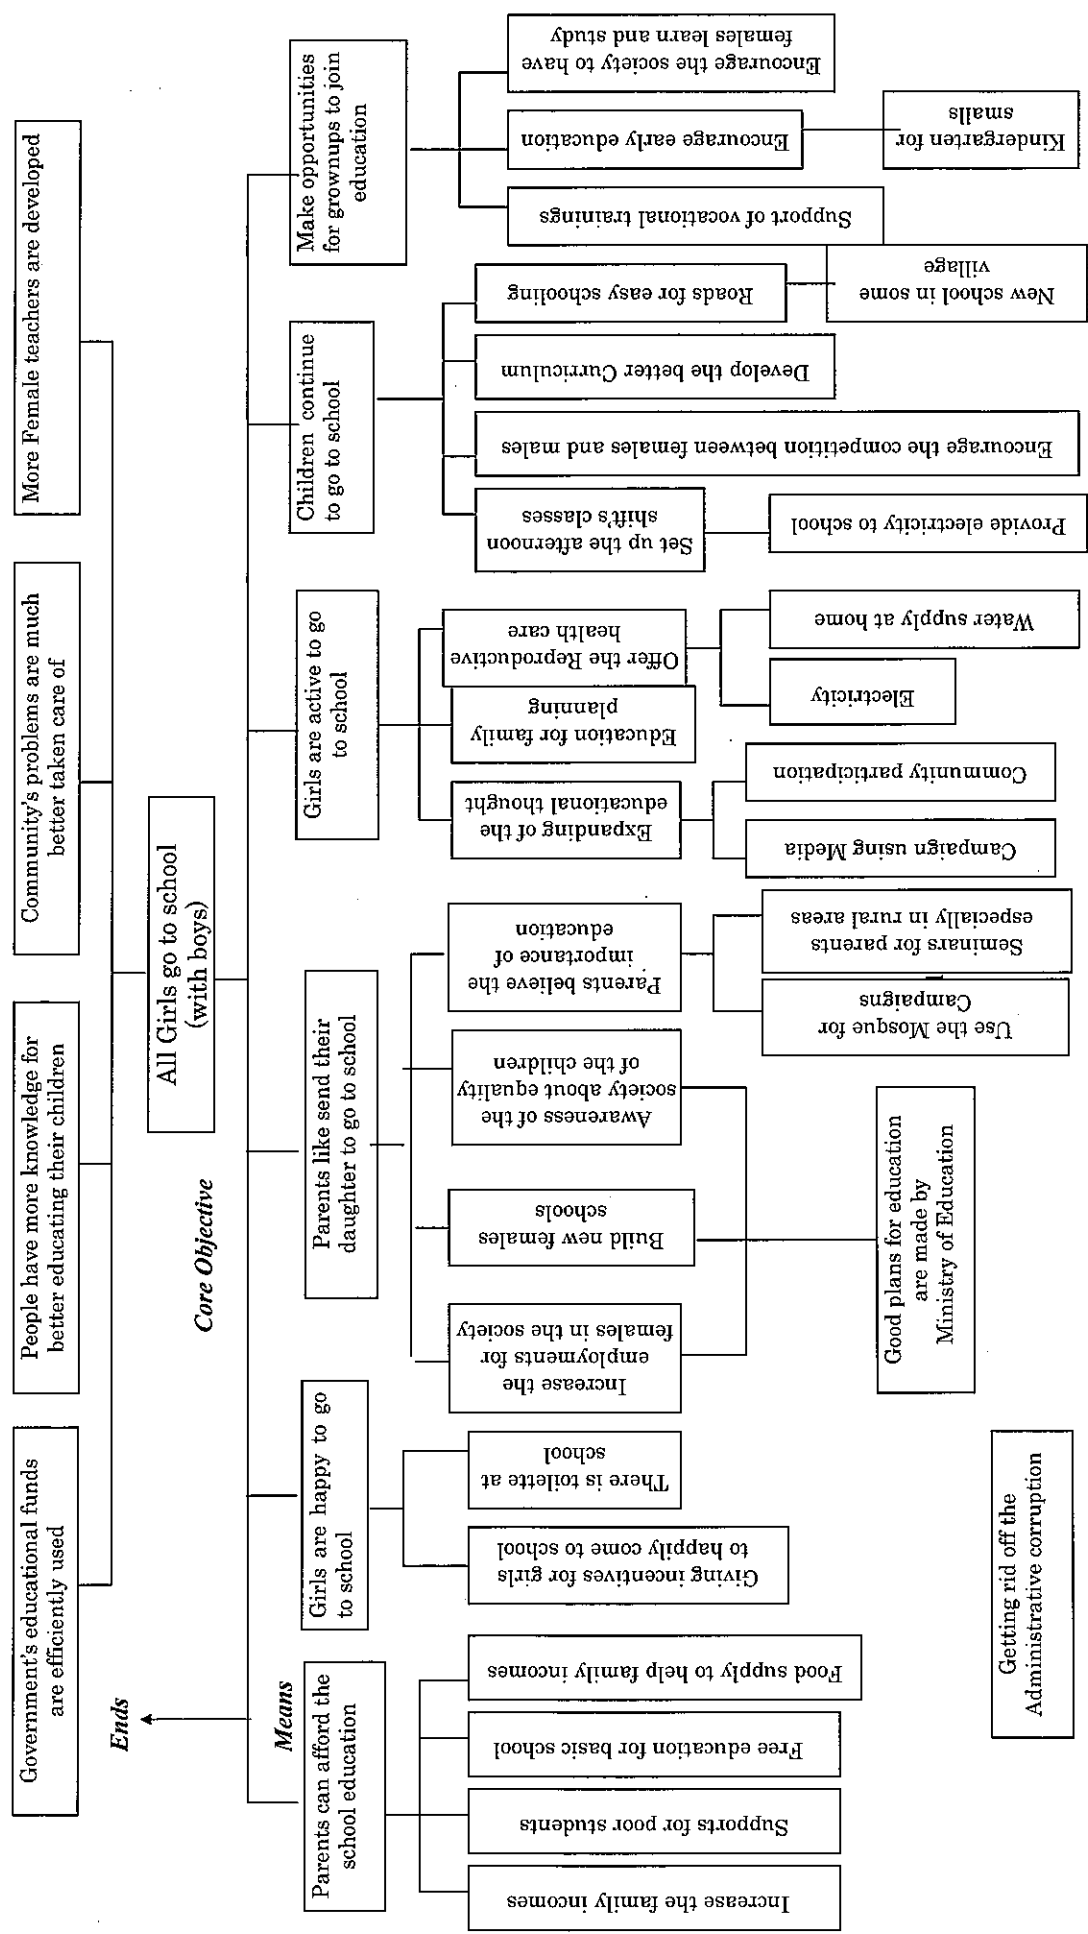 Government's educational funds
are efficiently used
People have more knowledge for
better educating their children
Community's problems are much
better taken care of
More Female teachers are developed
Ends
Core Objective
All Girls go to school
(with boys)
Means
Parents can afford the
school education
Girls are happy to go
to school
Parents like send their
daughter to go to school
Girls are active to go
to school
Children continue
to go to school
Make opportunities
for grownups to join
education
Increase the family incomes
Supports for poor students
Free education for basic school
Food supply to help family incomes
Giving incentives for girls
to happily come to school
There is toilette at
school
Increase the
employments for
females in the society
Build new females
schools
Awareness of the
society about equality
of the children
Parents believe the
importance of
education
Good plans for education
are made by
Ministry of Education
Use the Mosque for
Campaigns
Seminars for parents
especially in rural areas
Expanding of the
educational thought
Education for family
planning
Offer the Reproductive
health care
Campaign using Media
Community participation
Electricity
Water supply at home
Set up the afternoon
shift's classes
Encourage the competition between females and males
Develop the better Curriculum
Roads for easy schooling
Provide electricity to school
New school in some
village
Support of vocational trainings
Encourage early education
Encourage the society to have
females learn and study
Kindergarten for
smalls
Getting rid off the
Administrative corruption